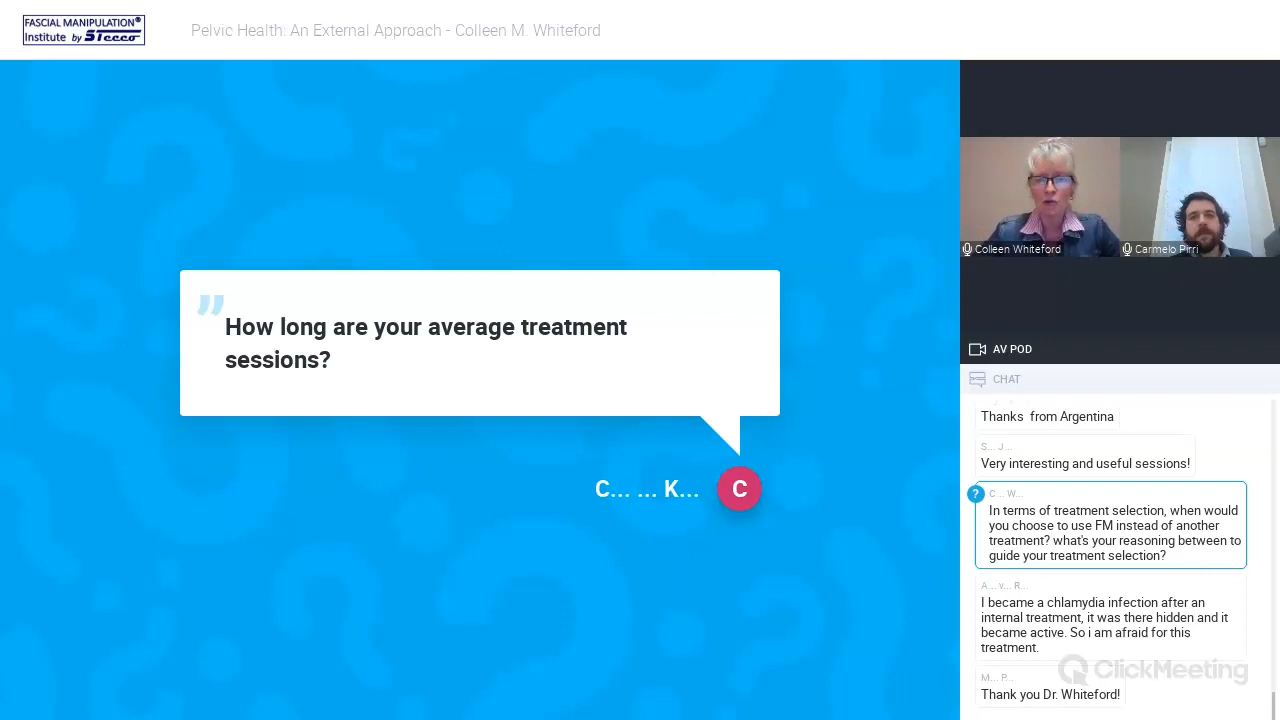 FASCIAL MANIPULATION®
Institute by Stecco
Pelvic Health: An External Approach - Colleen M. Whiteford
How long are your average treatment
sessions?
C... ... K...
C
Colleen Whiteford
Carmelo Pirri
AV POD
CHAT
Thanks from Argentina
S... J...
Very interesting and useful sessions!
?
C... W...
In terms of treatment selection, when would
you choose to use FM instead of another
treatment? what's your reasoning between to
guide your treatment selection?
A... v... R...
I became a chlamydia infection after an
internal treatment, it was there hidden and it
became active. So i am afraid for this
treatment.
ClickMeeting
M... P...
Thank you Dr. Whiteford!